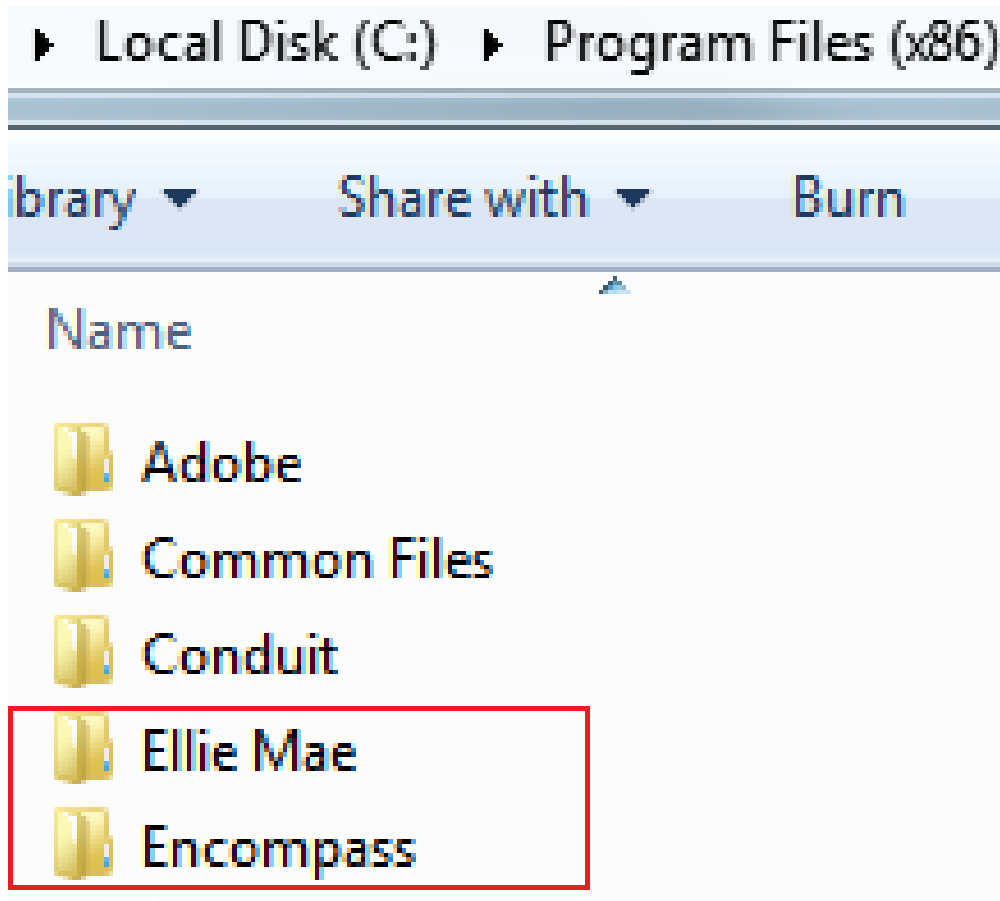 Local Disk (C:) Program Files (x86)
ibrary Share with Burn
Name
Adobe
Common Files
Conduit
Ellie Mae
Encompass